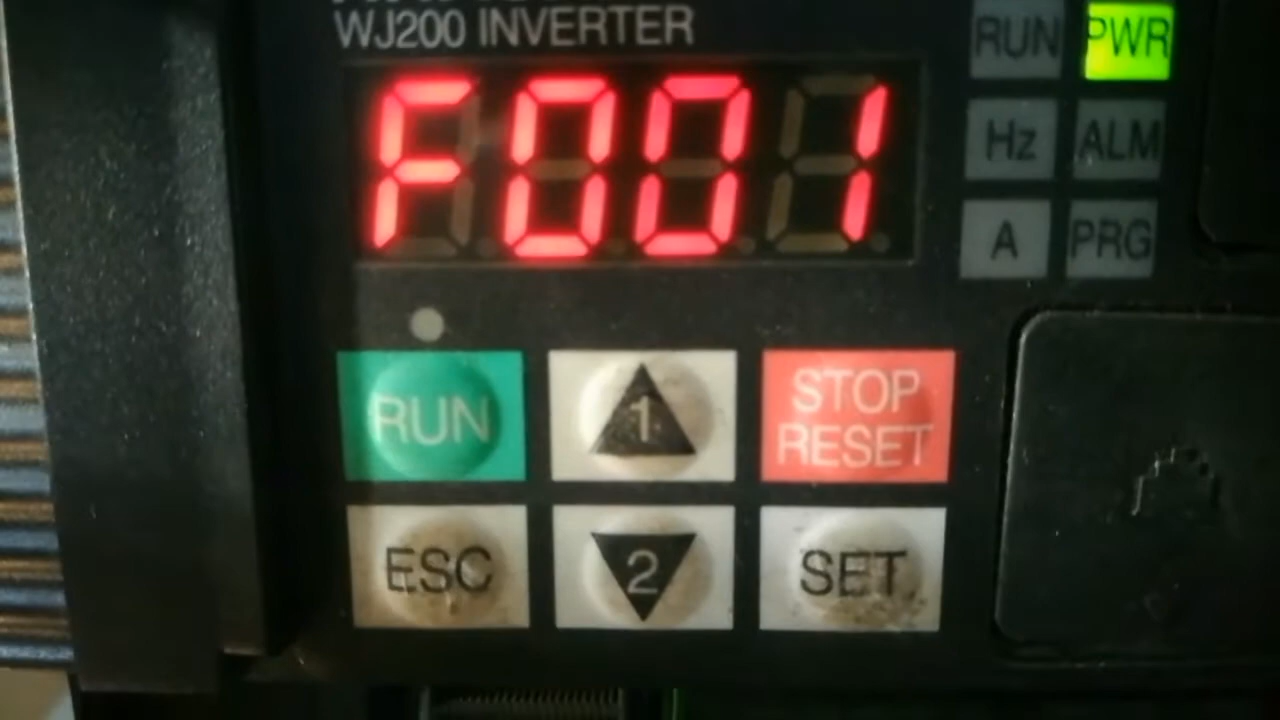 WJ200 INVERTER
F001
RUN PWR
Hz ALM
A PRG
RUN 1 STOP
RESET
ESC 2 SET